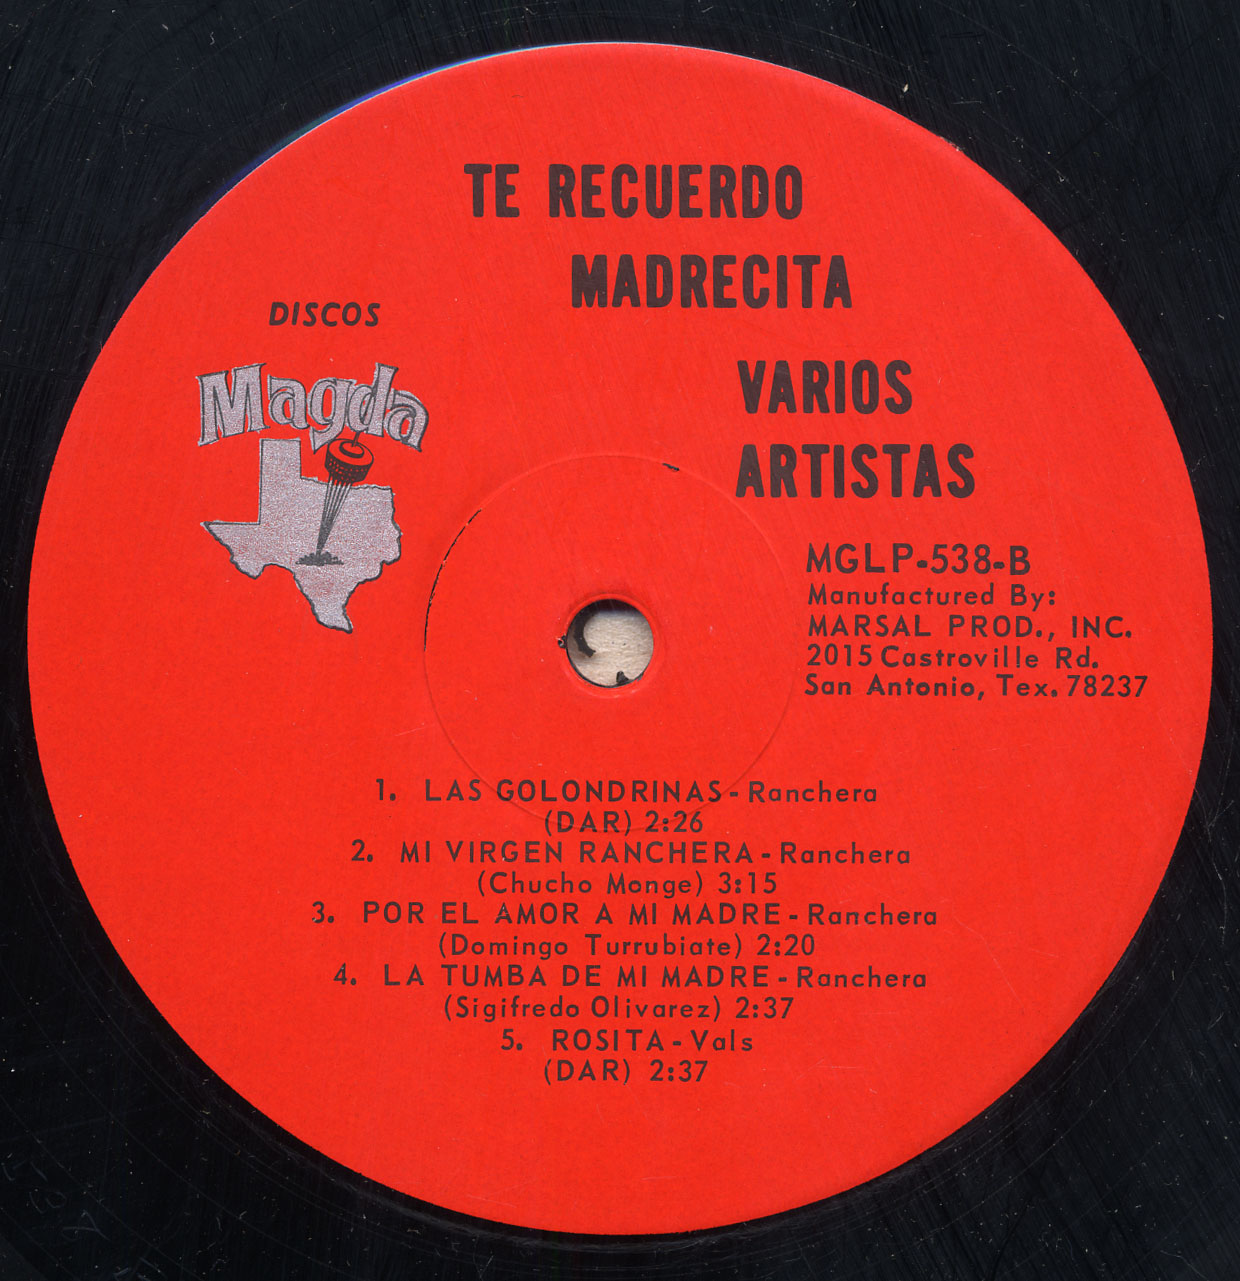 TE RECUERDO
MADRECITA
DISCOS
Magda
VARIOS
ARTISTAS
MGLP-538-B
Manufactured By:
MARSAL PROD., INC.
2015 Castroville Rd.
San Antonio, Tex. 78237
1. LAS GOLONDRINAS - Ranchera
(DAR) 2:26
2. MI VIRGEN RANCHERA - Ranchera
(Chucho Monge) 3:15
3. POR EL AMOR A MI MADRE - Ranchera
(Domingo Turrubiate) 2:20
4. LA TUMBA DE MI MADRE - Ranchera
(Sigifredo Olivarez) 2:37
5. ROSITA - Vals
(DAR) 2:37